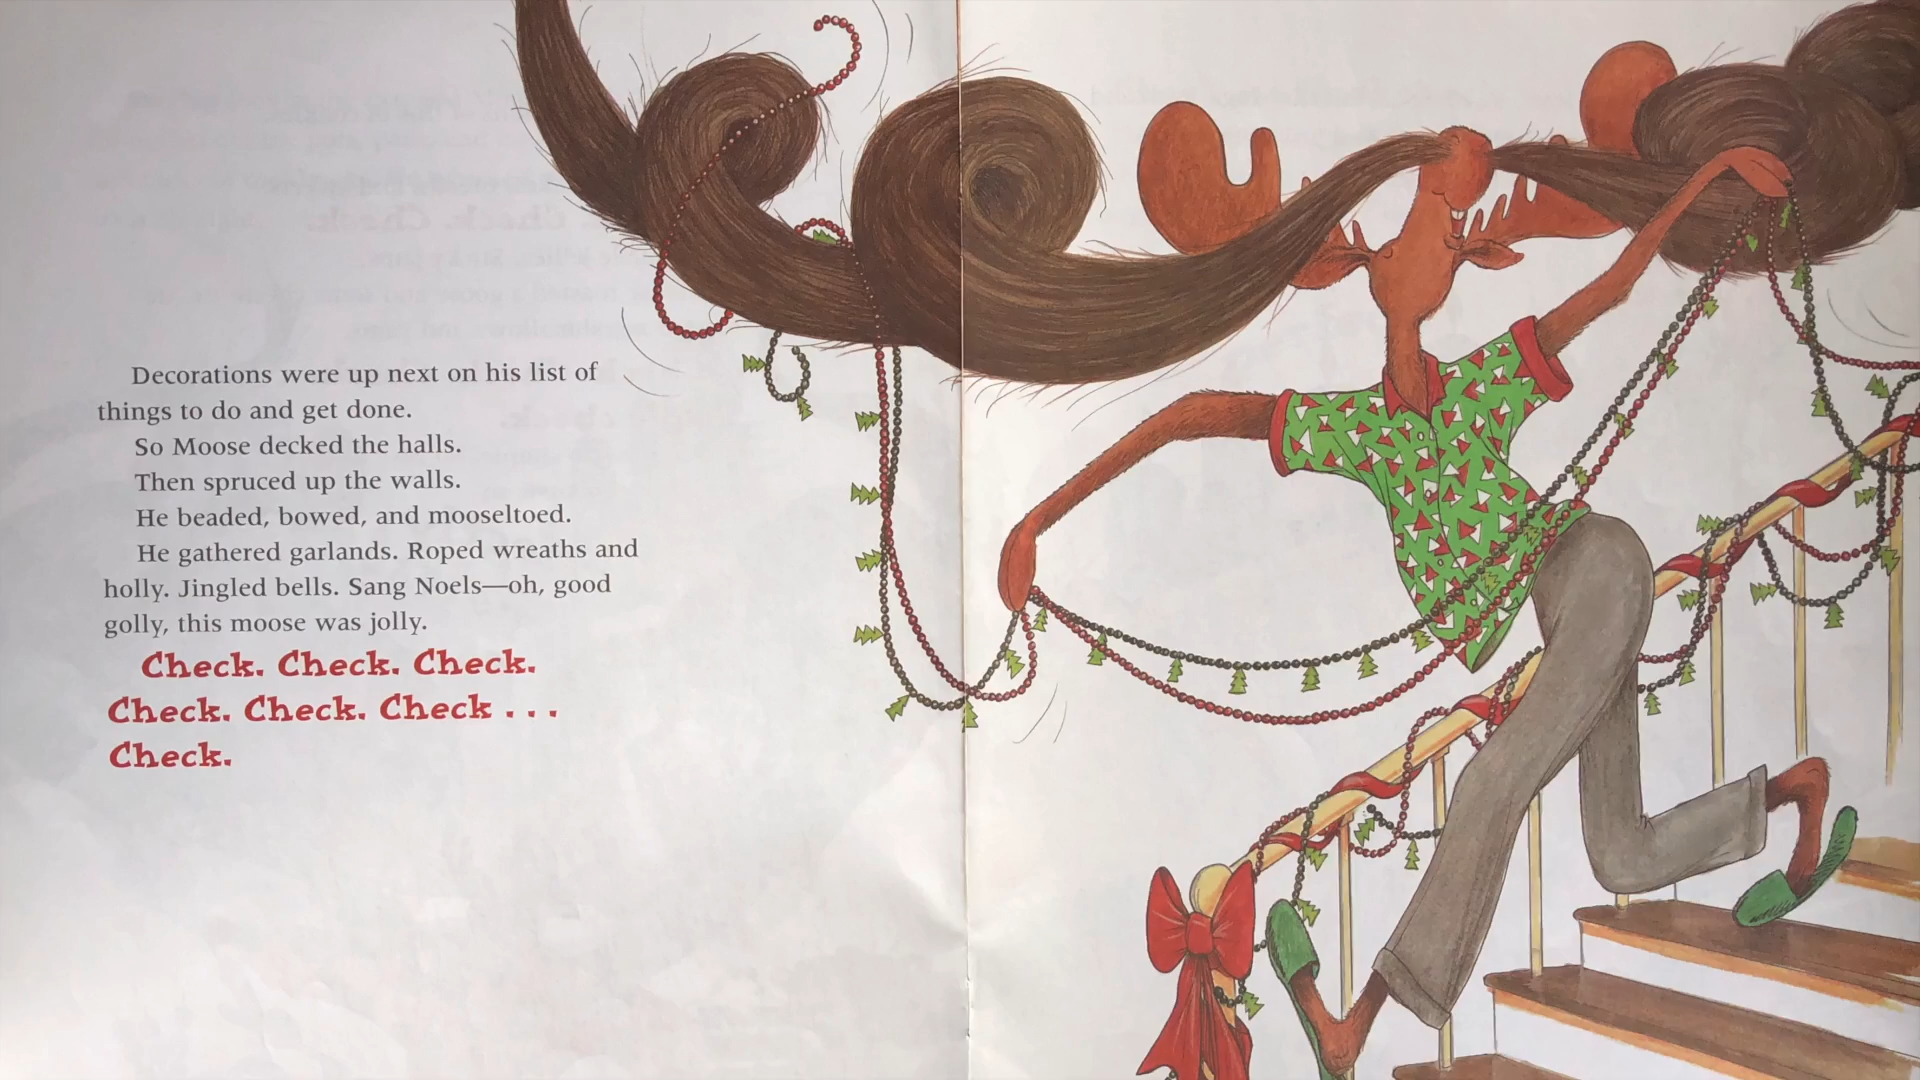 Decorations were up next on his list of
things to do and get done.
So Moose decked the halls.
Then spruced up the walls.
He beaded, bowed, and mooseltoed.
He gathered garlands. Roped wreaths and
holly. Jingled bells. Sang Noels—oh, good
golly, this moose was jolly.
Check. Check. Check.
Check. Check. Check . . .
Check.